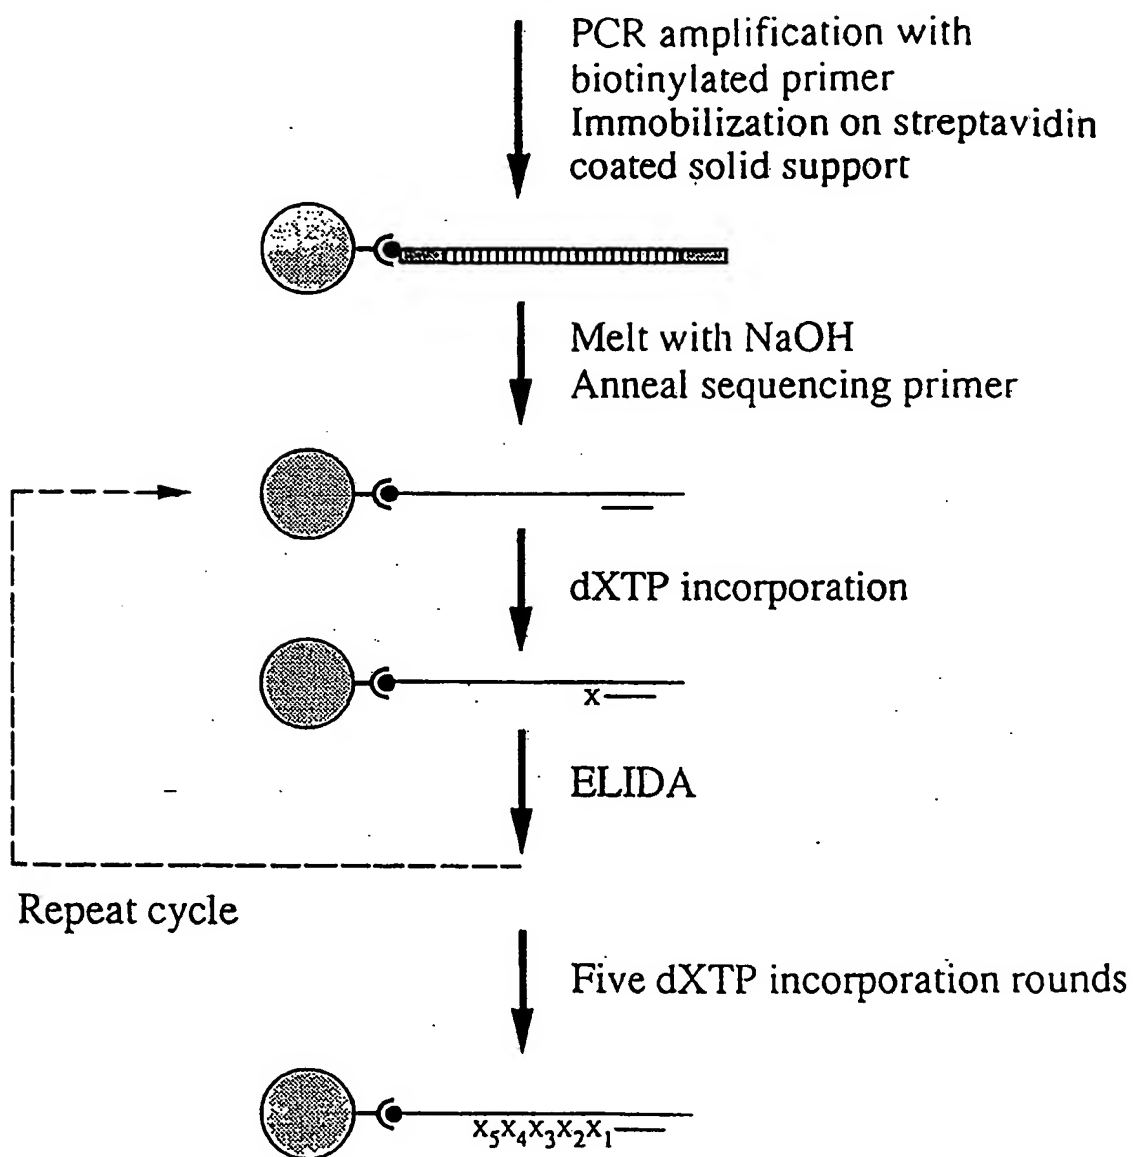 PCR amplification with
biotinylated primer
Immobilization on streptavidin
coated solid support
Melt with NaOH
Anneal sequencing primer
dXTP incorporation
x
ELIDA
Repeat cycle
Five dXTP incorporation rounds
x₅x₄x₃x₂x₁